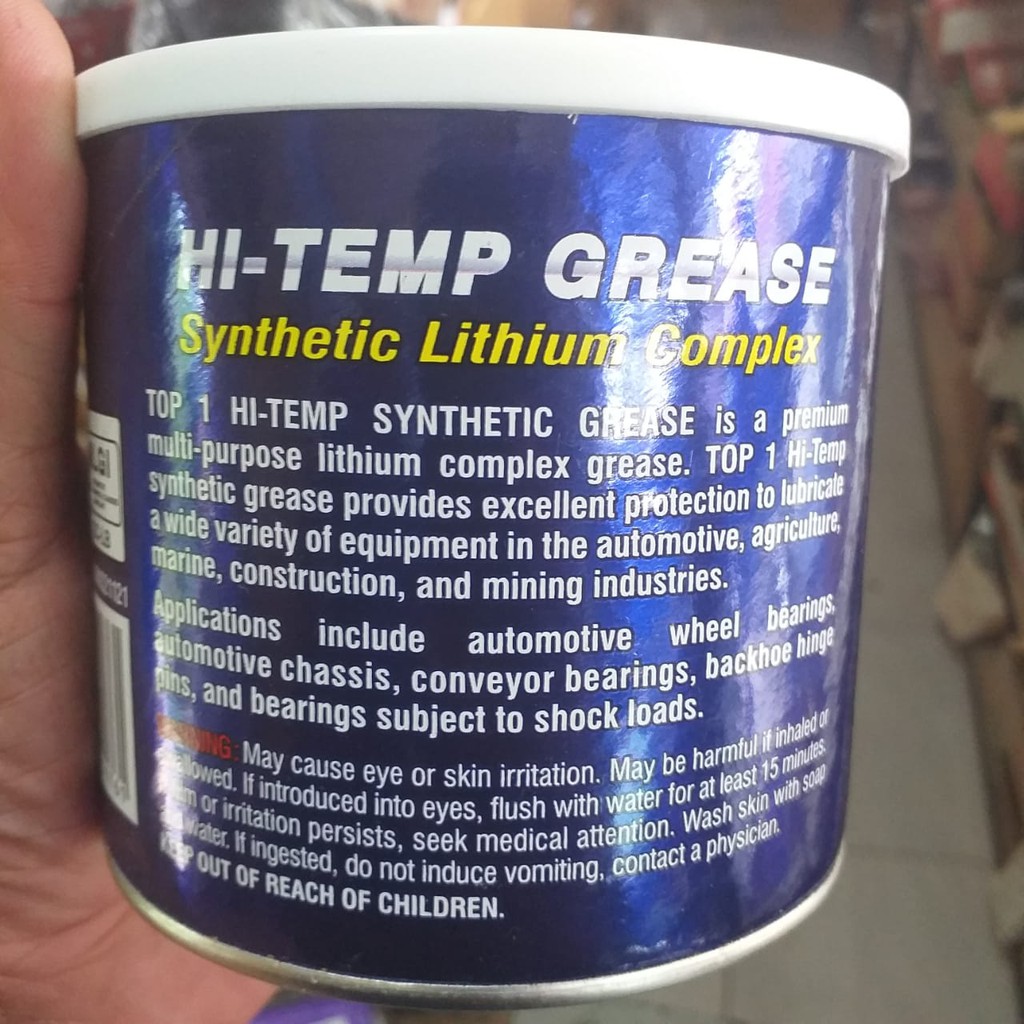 HI-TEMP GREASE
Synthetic Lithium Complex
TOP 1 HI-TEMP SYNTHETIC GREASE is a premium
multi-purpose lithium complex grease. TOP 1 Hi-Temp
synthetic grease provides excellent protection to lubricate
a wide variety of equipment in the automotive, agriculture,
marine, construction, and mining industries.
Applications include automotive wheel bearings,
automotive chassis, conveyor bearings, backhoe hinge
pins, and bearings subject to shock loads.
WARNING: May cause eye or skin irritation. May be harmful if inhaled or
swallowed. If introduced into eyes, flush with water for at least 15 minutes.
or irritation persists, seek medical attention. Wash skin with soap
water. If ingested, do not induce vomiting, contact a physician.
KEEP OUT OF REACH OF CHILDREN.